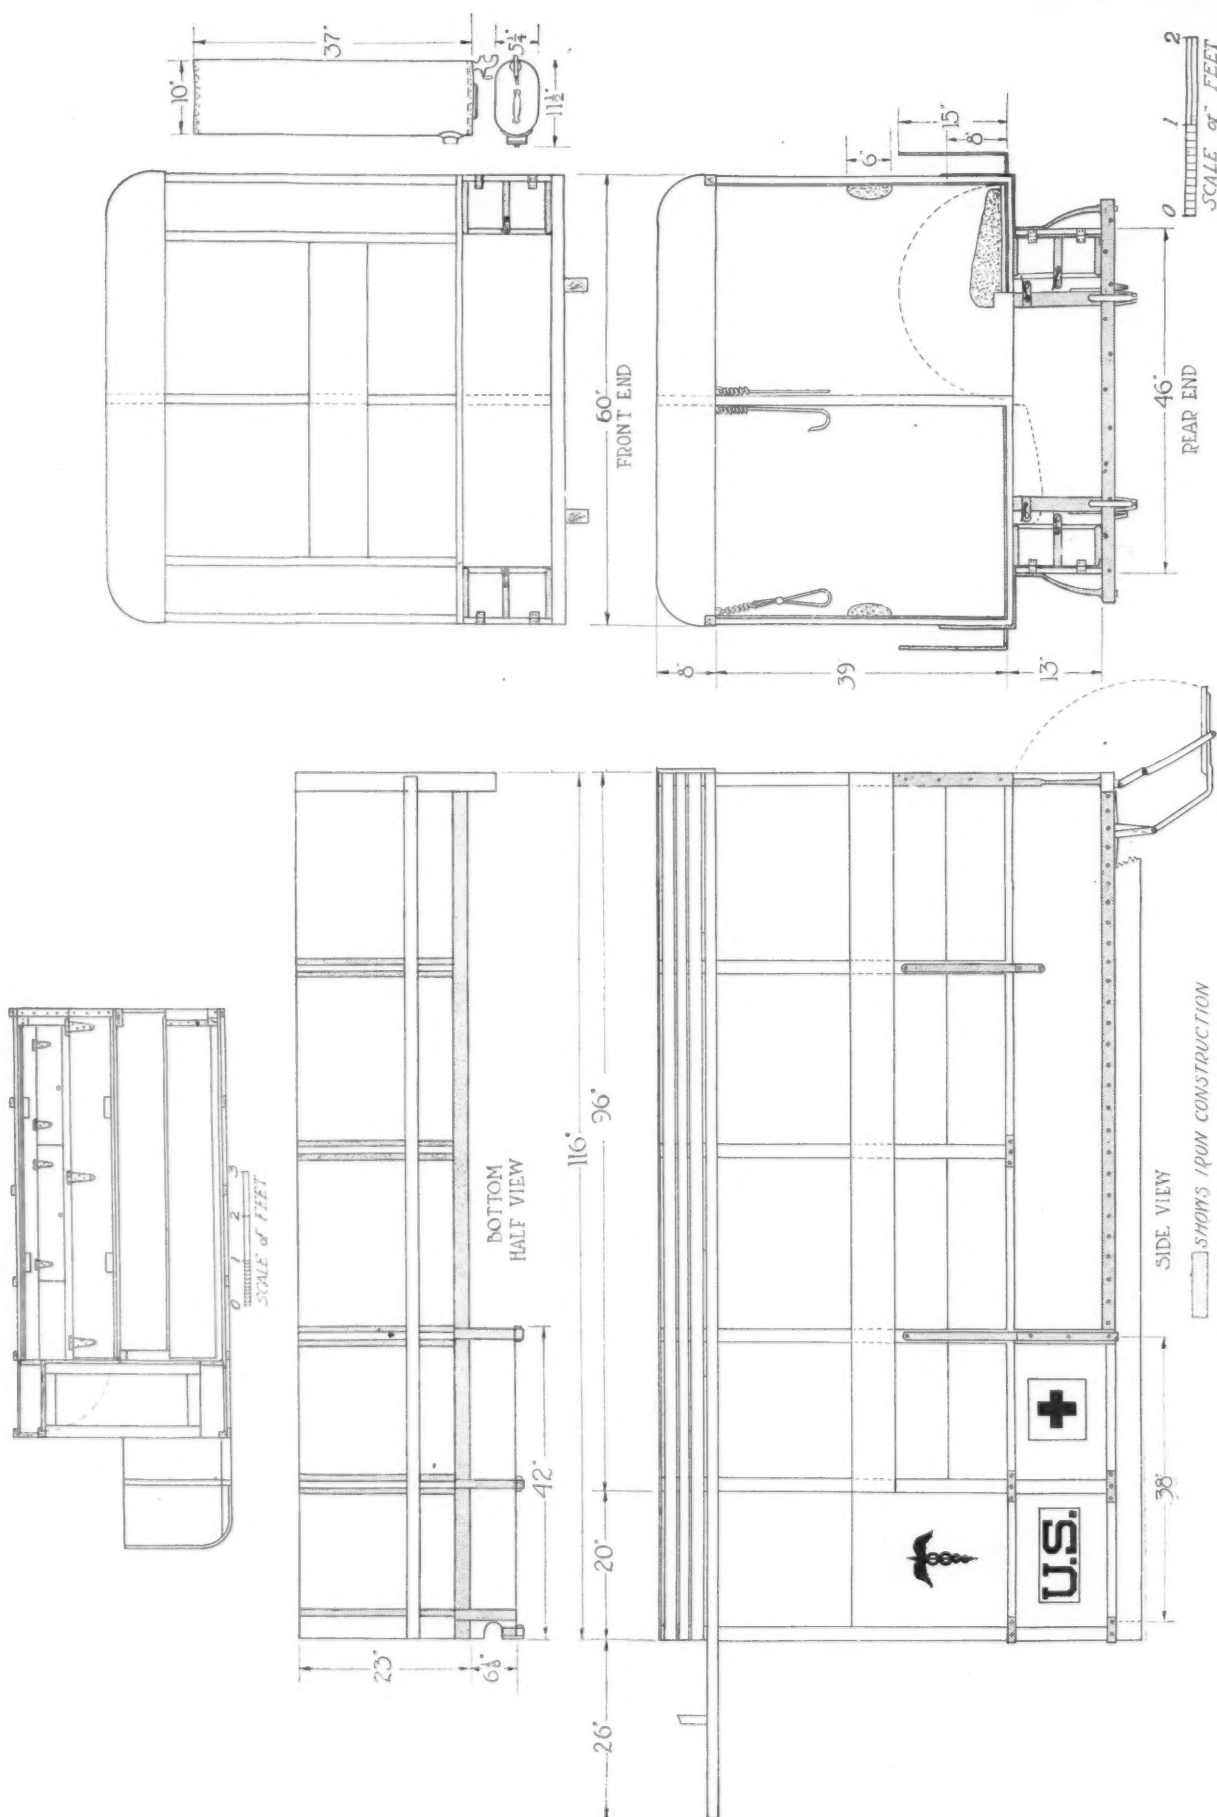 37"
10"
5¼"
11½"
60"
FRONT END
15"
8"
6"
46"
REAR END
8"
39
13"
0 1 2
SCALE OF FEET
0 1 2 3
SCALE of FEET
BOTTOM
HALF VIEW
42"
23"
6⅛"
116"
96"
20"
26"
U.S.
38"
SIDE VIEW
SHOWS IRON CONSTRUCTION